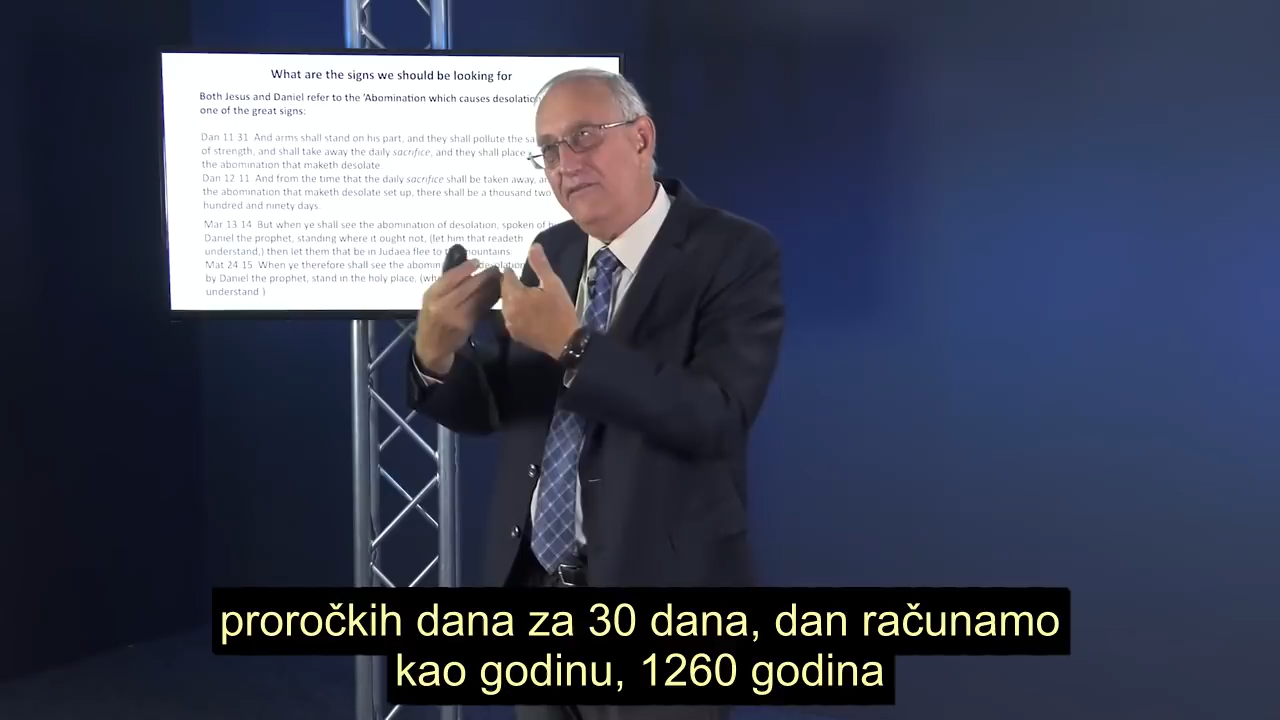 What are the signs we should be looking for
Both Jesus and Daniel refer to the 'Abomination which causes desolation
one of the great signs:
Dan 11 31 And arms shall stand on his part, and they shall pollute the
of strength, and shall take away the daily sacrifice, and they shall place
the abomination that maketh desolate
Dan 12 11 And from the time that the daily sacrifice shall be taken away,
the abomination that maketh desolate set up, there shall be a thousand two
hundred and ninety days.
Mar 13 14 But when ye shall see the abomination of desolation, spoken of
Daniel the prophet, standing where it ought not, (let him that readeth
understand,) then let them that be in Judaea flee to mountains:
Mat 24 15 When ye therefore shall see the
by Daniel the prophet, stand in the holy place,
understand )
proročkih dana za 30 dana, dan računamo
kao godinu, 1260 godina